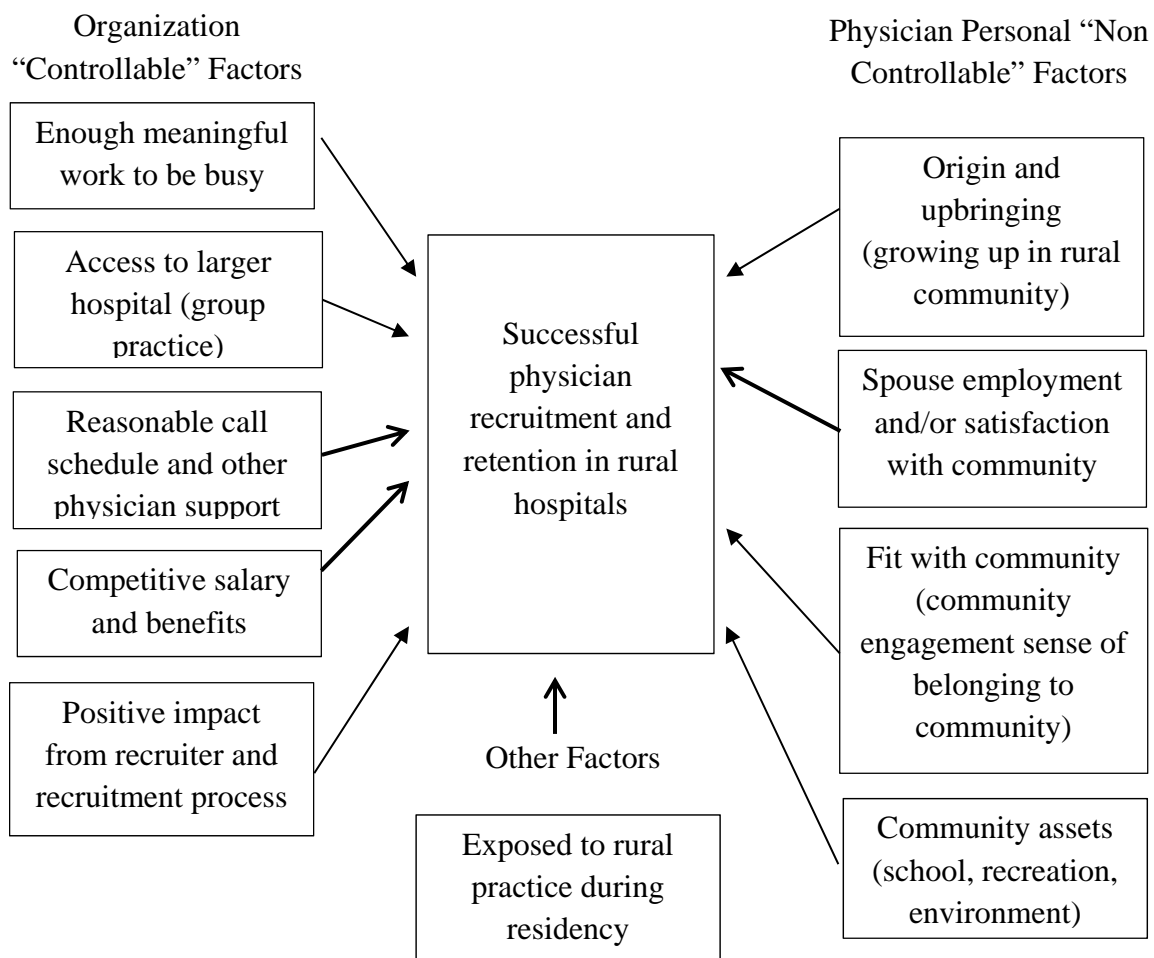 Organization
“Controllable” Factors
Enough meaningful
work to be busy
Access to larger
hospital (group
practice)
Reasonable call
schedule and other
physician support
Competitive salary
and benefits
Positive impact
from recruiter and
recruitment process
Successful
physician
recruitment and
retention in rural
hospitals
Other Factors
Exposed to rural
practice during
residency
Physician Personal “Non
Controllable” Factors
Origin and
upbringing
(growing up in rural
community)
Spouse employment
and/or satisfaction
with community
Fit with community
(community
engagement sense of
belonging to
community)
Community assets
(school, recreation,
environment)